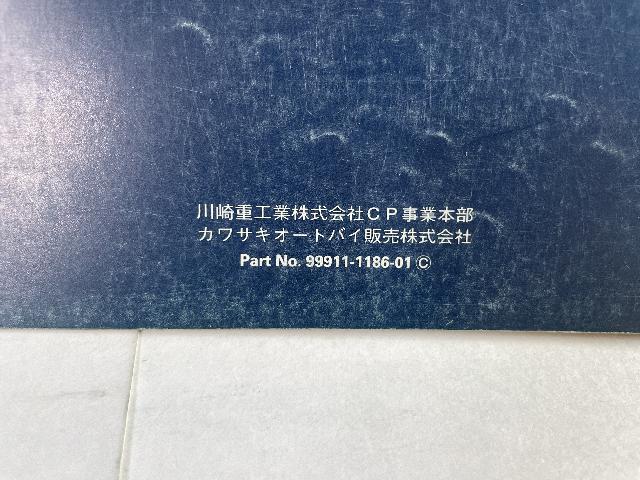 川崎重工業株式会社CP事業本部
カワサキオートバイ販売株式会社
Part No. 99911-1186-01 ©